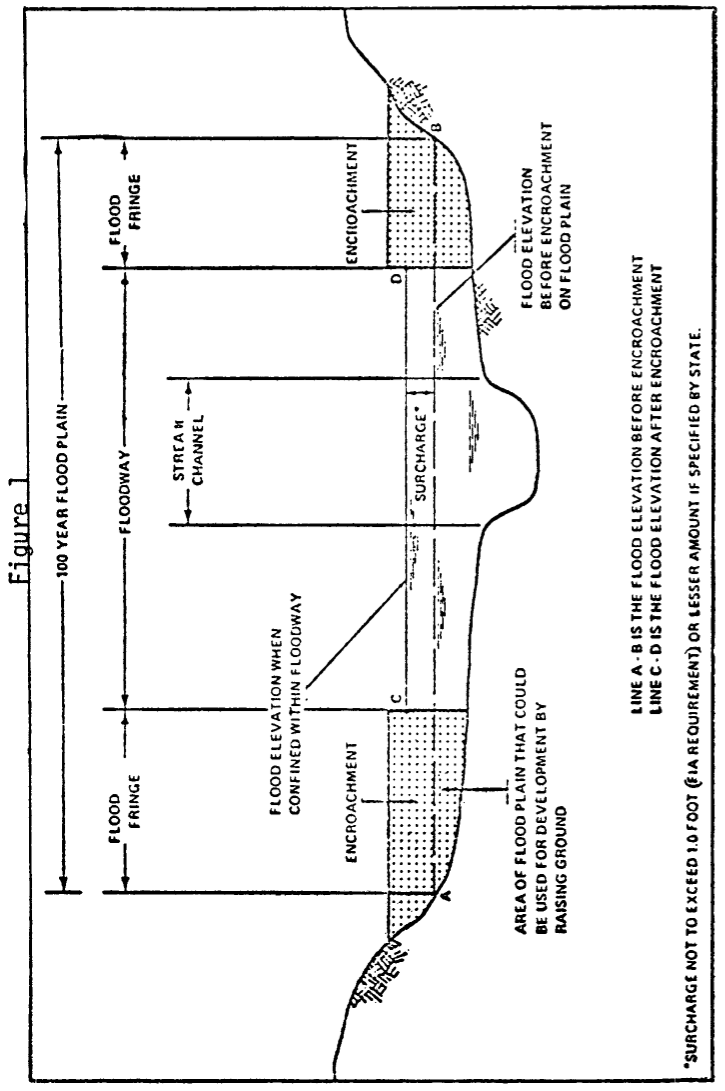 Figure 1
100 YEAR FLOOD PLAIN
FLOOD
FRINGE
FLOODWAY
FLOOD
FRINGE
STREAM
CHANNEL
FLOOD ELEVATION WHEN
CONFINED WITHIN FLOODWAY
ENCROACHMENT
C
SURCHARGE*
D
ENCROACHMENT
A
B
AREA OF FLOOD PLAIN THAT COULD
BE USED FOR DEVELOPMENT BY
RAISING GROUND
FLOOD ELEVATION
BEFORE ENCROACHMENT
ON FLOOD PLAIN
LINE A - B IS THE FLOOD ELEVATION BEFORE ENCROACHMENT
LINE C - D IS THE FLOOD ELEVATION AFTER ENCROACHMENT
*SURCHARGE NOT TO EXCEED 1.0 FOOT (FIA REQUIREMENT) OR LESSER AMOUNT IF SPECIFIED BY STATE.